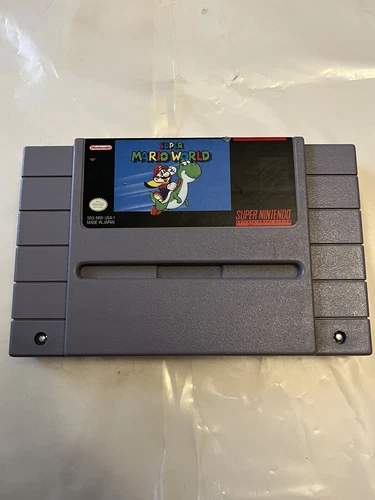 Nintendo
SUPER
MARIO WORLD
SNS-MW-USA-1
MADE IN JAPAN
SUPER NINTENDO